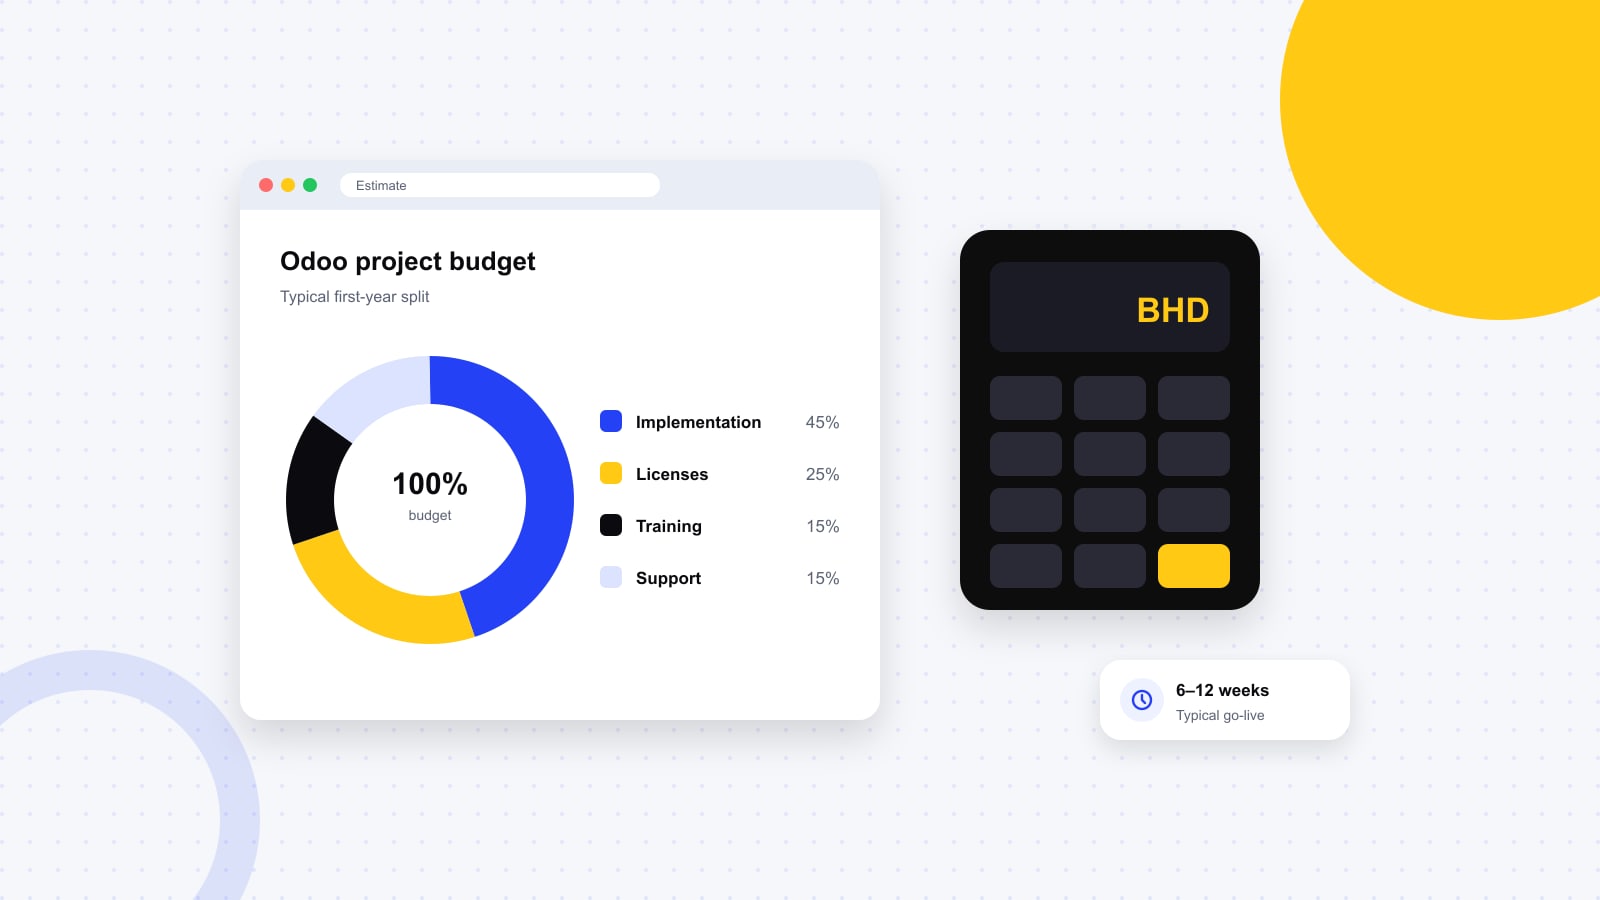 Estimate
Odoo project budget
Typical first-year split
100%
budget
Implementation 45%
Licenses 25%
Training 15%
Support 15%
BHD
6–12 weeks
Typical go-live